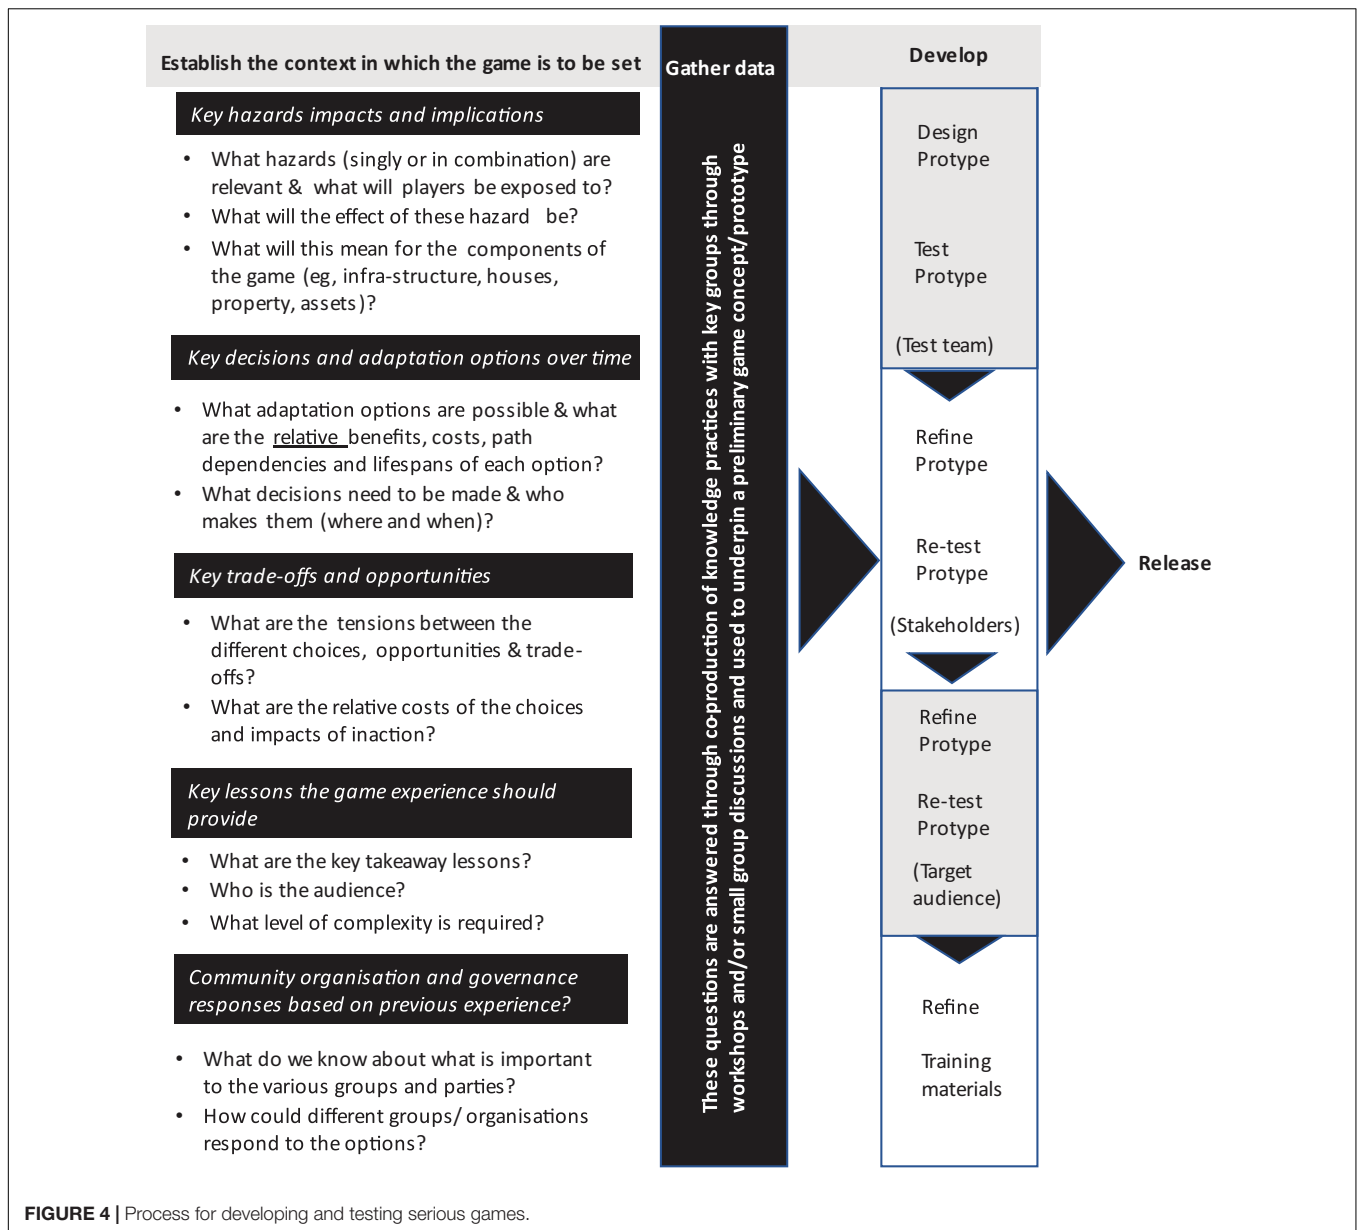 Establish the context in which the game is to be set
Key hazards impacts and implications
• What hazards (singly or in combination) are
relevant & what will players be exposed to?
• What will the effect of these hazard be?
• What will this mean for the components of
the game (eg, infra-structure, houses,
property, assets)?
Key decisions and adaptation options over time
• What adaptation options are possible & what
are the relative benefits, costs, path
dependencies and lifespans of each option?
• What decisions need to be made & who
makes them (where and when)?
Key trade-offs and opportunities
• What are the tensions between the
different choices, opportunities & trade-
offs?
• What are the relative costs of the choices
and impacts of inaction?
Key lessons the game experience should
provide
• What are the key takeaway lessons?
• Who is the audience?
• What level of complexity is required?
Community organisation and governance
responses based on previous experience?
• What do we know about what is important
to the various groups and parties?
• How could different groups/ organisations
respond to the options?
Gather data
These questions are answered through co-production of knowledge practices with key groups through
workshops and/or small group discussions and used to underpin a preliminary game concept/prototype
Develop
Design
Protype
Test
Protype
(Test team)
Refine
Protype
Re-test
Protype
(Stakeholders)
Refine
Protype
Re-test
Protype
(Target
audience)
Refine
Training
materials
Release
FIGURE 4 | Process for developing and testing serious games.